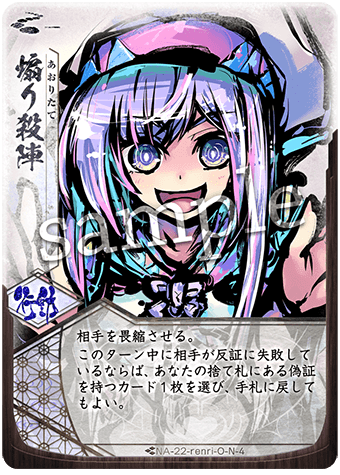 煽り殺陣
あおりたて
sample
行動
相手を畏縮させる。
このターン中に相手が反証に失敗して
いるならば、あなたの捨て札にある偽証
を持つカード1枚を選び、手札に戻して
もよい。
NA-22-renri-O-N-4